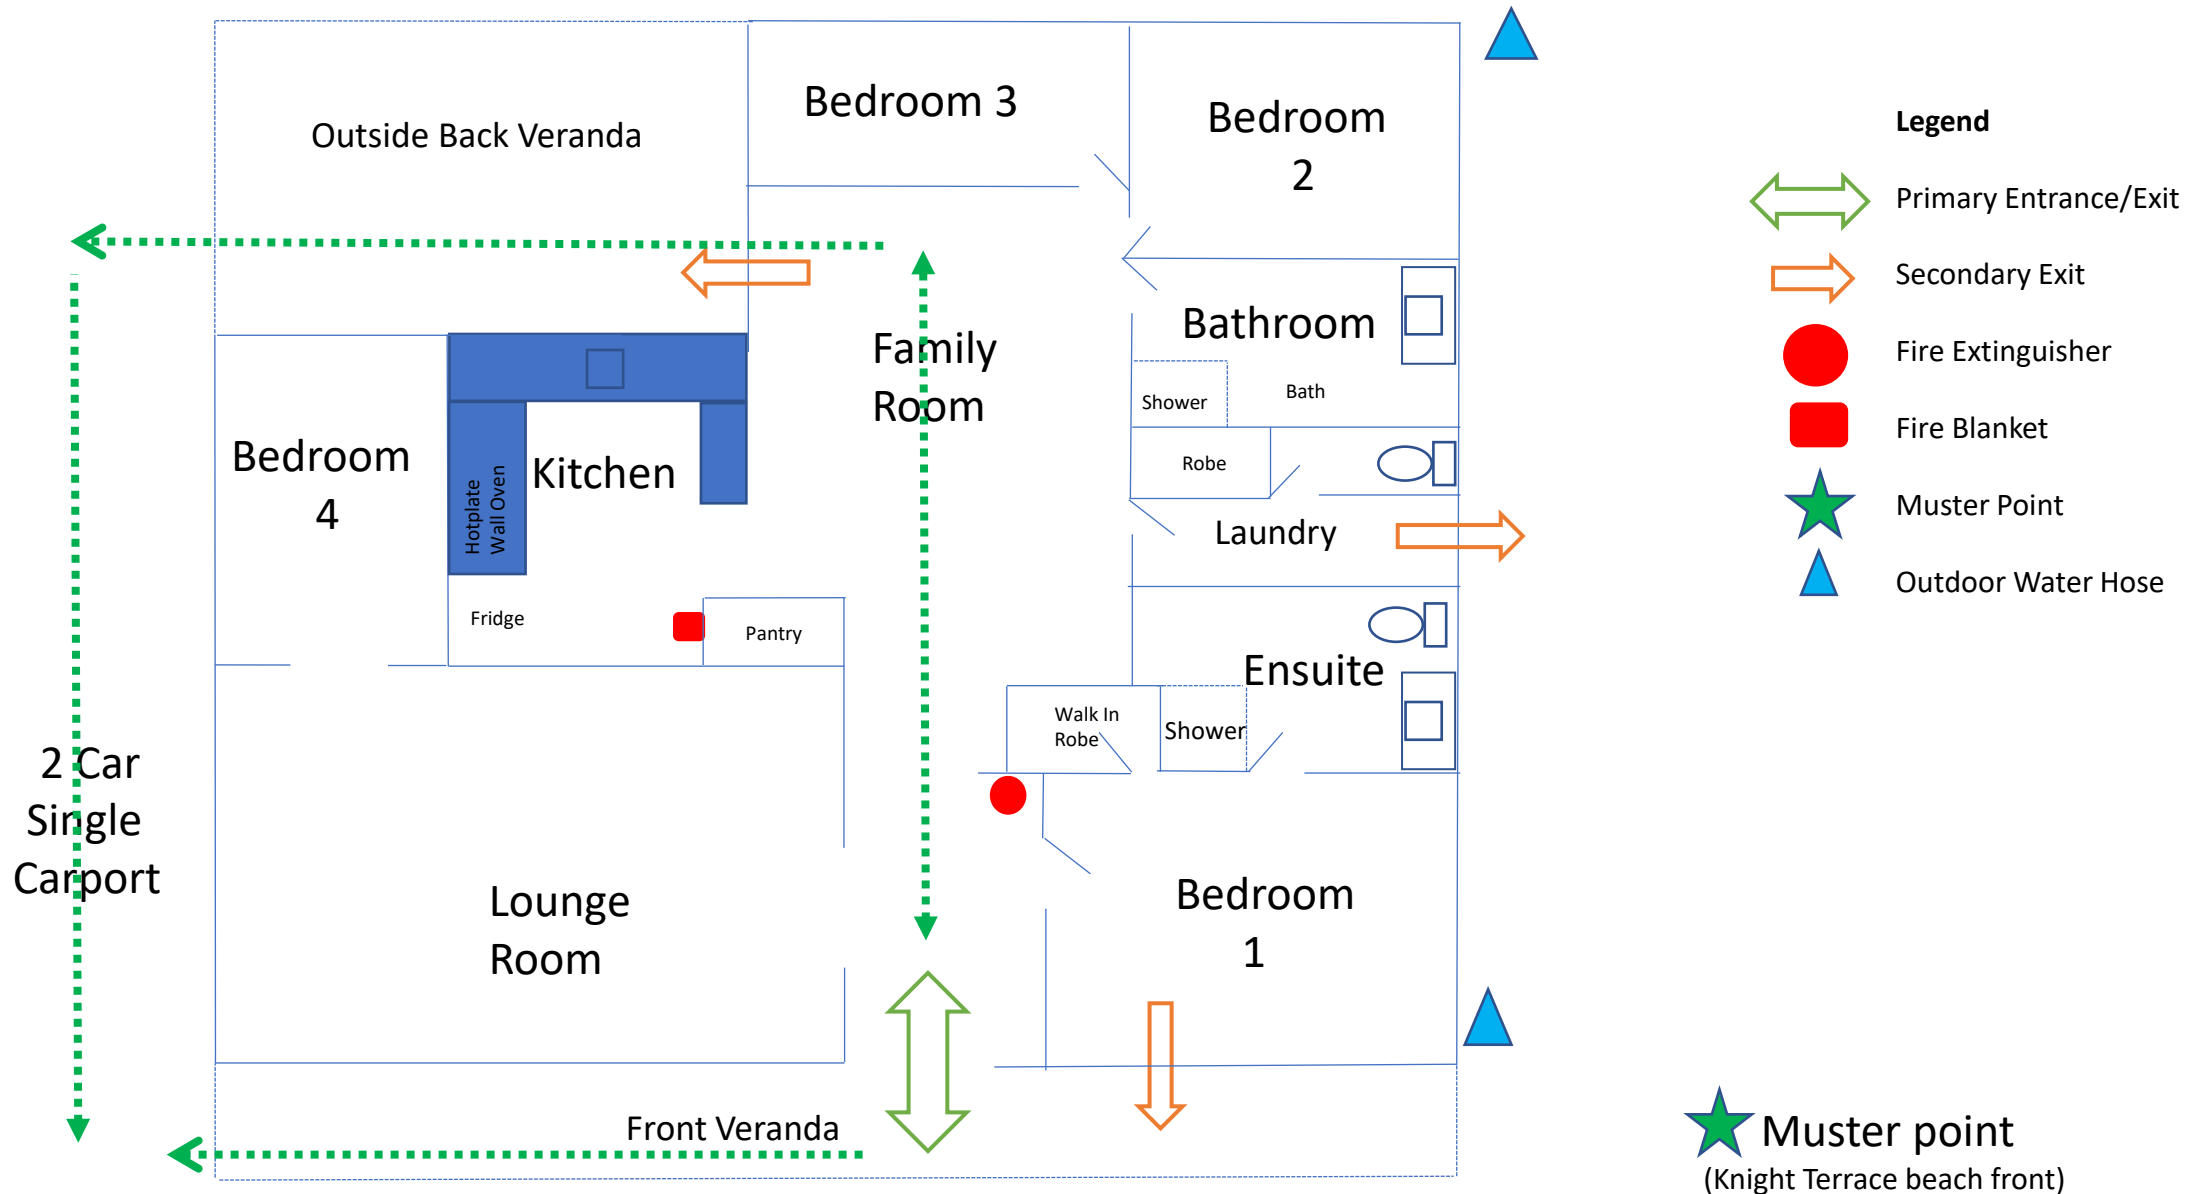 Outside Back Veranda
Bedroom 3
Bedroom
2
Legend
Primary Entrance/Exit
Secondary Exit
Fire Extinguisher
Fire Blanket
Muster Point
Outdoor Water Hose
Family
Room
Bathroom
Shower
Bath
Bedroom
4
Hotplate
Wall Oven
Kitchen
Robe
Laundry
Fridge
Pantry
Ensuite
Walk In
Robe
Shower
2 Car
Single
Carport
Lounge
Room
Bedroom
1
Front Veranda
Muster point
(Knight Terrace beach front)